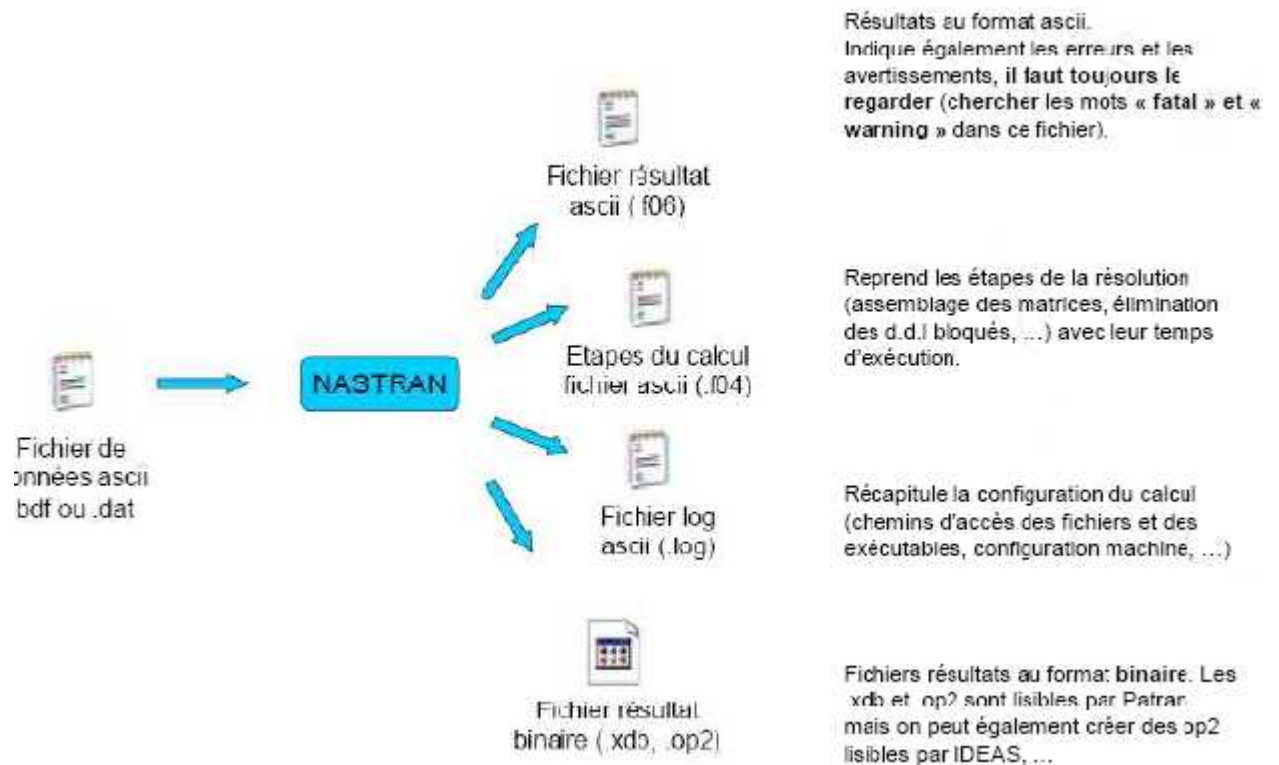 Résultats au format ascii.
Indique également les erreurs et les
avertissements, il faut toujours le
regarder (chercher les mots « fatal » et «
warning » dans ce fichier).
Fichier résultat
ascii (.f06)
Reprend les étapes de la résolution
(assemblage des matrices, élimination
des d.d.l bloqués, …) avec leur temps
d'exécution.
Etapes du calcul
fichier ascii (.f04)
NASTRAN
Fichier de
onnées ascii
bdf ou .dat
Fichier log
ascii (.log)
Récapitule la configuration du calcul
(chemins d'accès des fichiers et des
exécutables, configuration machine, …)
Fichier résultat
binaire (.xdb, .op2)
Fichiers résultats au format binaire. Les
.xdb et .op2 sont lisibles par Patran
mais on peut également créer des op2
lisibles par IDEAS, …